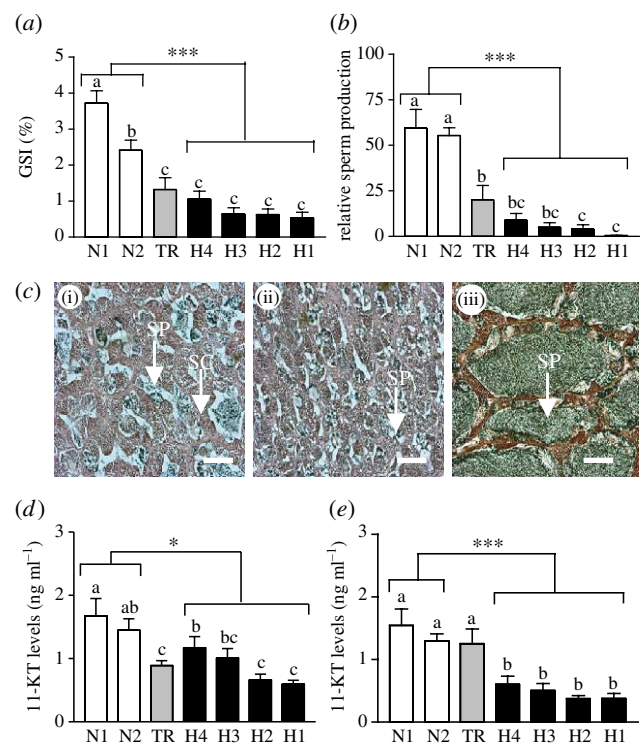 (a)
GSI (%)
5
4
3
2
1
0
***
a
b
c
c
c
c
c
N1 N2 TR H4 H3 H2 H1
(b)
relative sperm production
100
75
50
25
0
***
a
a
b
bc
bc
c
c
N1 N2 TR H4 H3 H2 H1
(c)
(i)
SP
SC
(ii)
SP
(iii)
SP
(d)
11-KT levels (ng ml⁻¹)
3
2
1
0
*
a
ab
c
b
bc
c
c
N1 N2 TR H4 H3 H2 H1
(e)
11-KT levels (ng ml⁻¹)
3
2
1
0
***
a
a
a
b
b
b
b
N1 N2 TR H4 H3 H2 H1